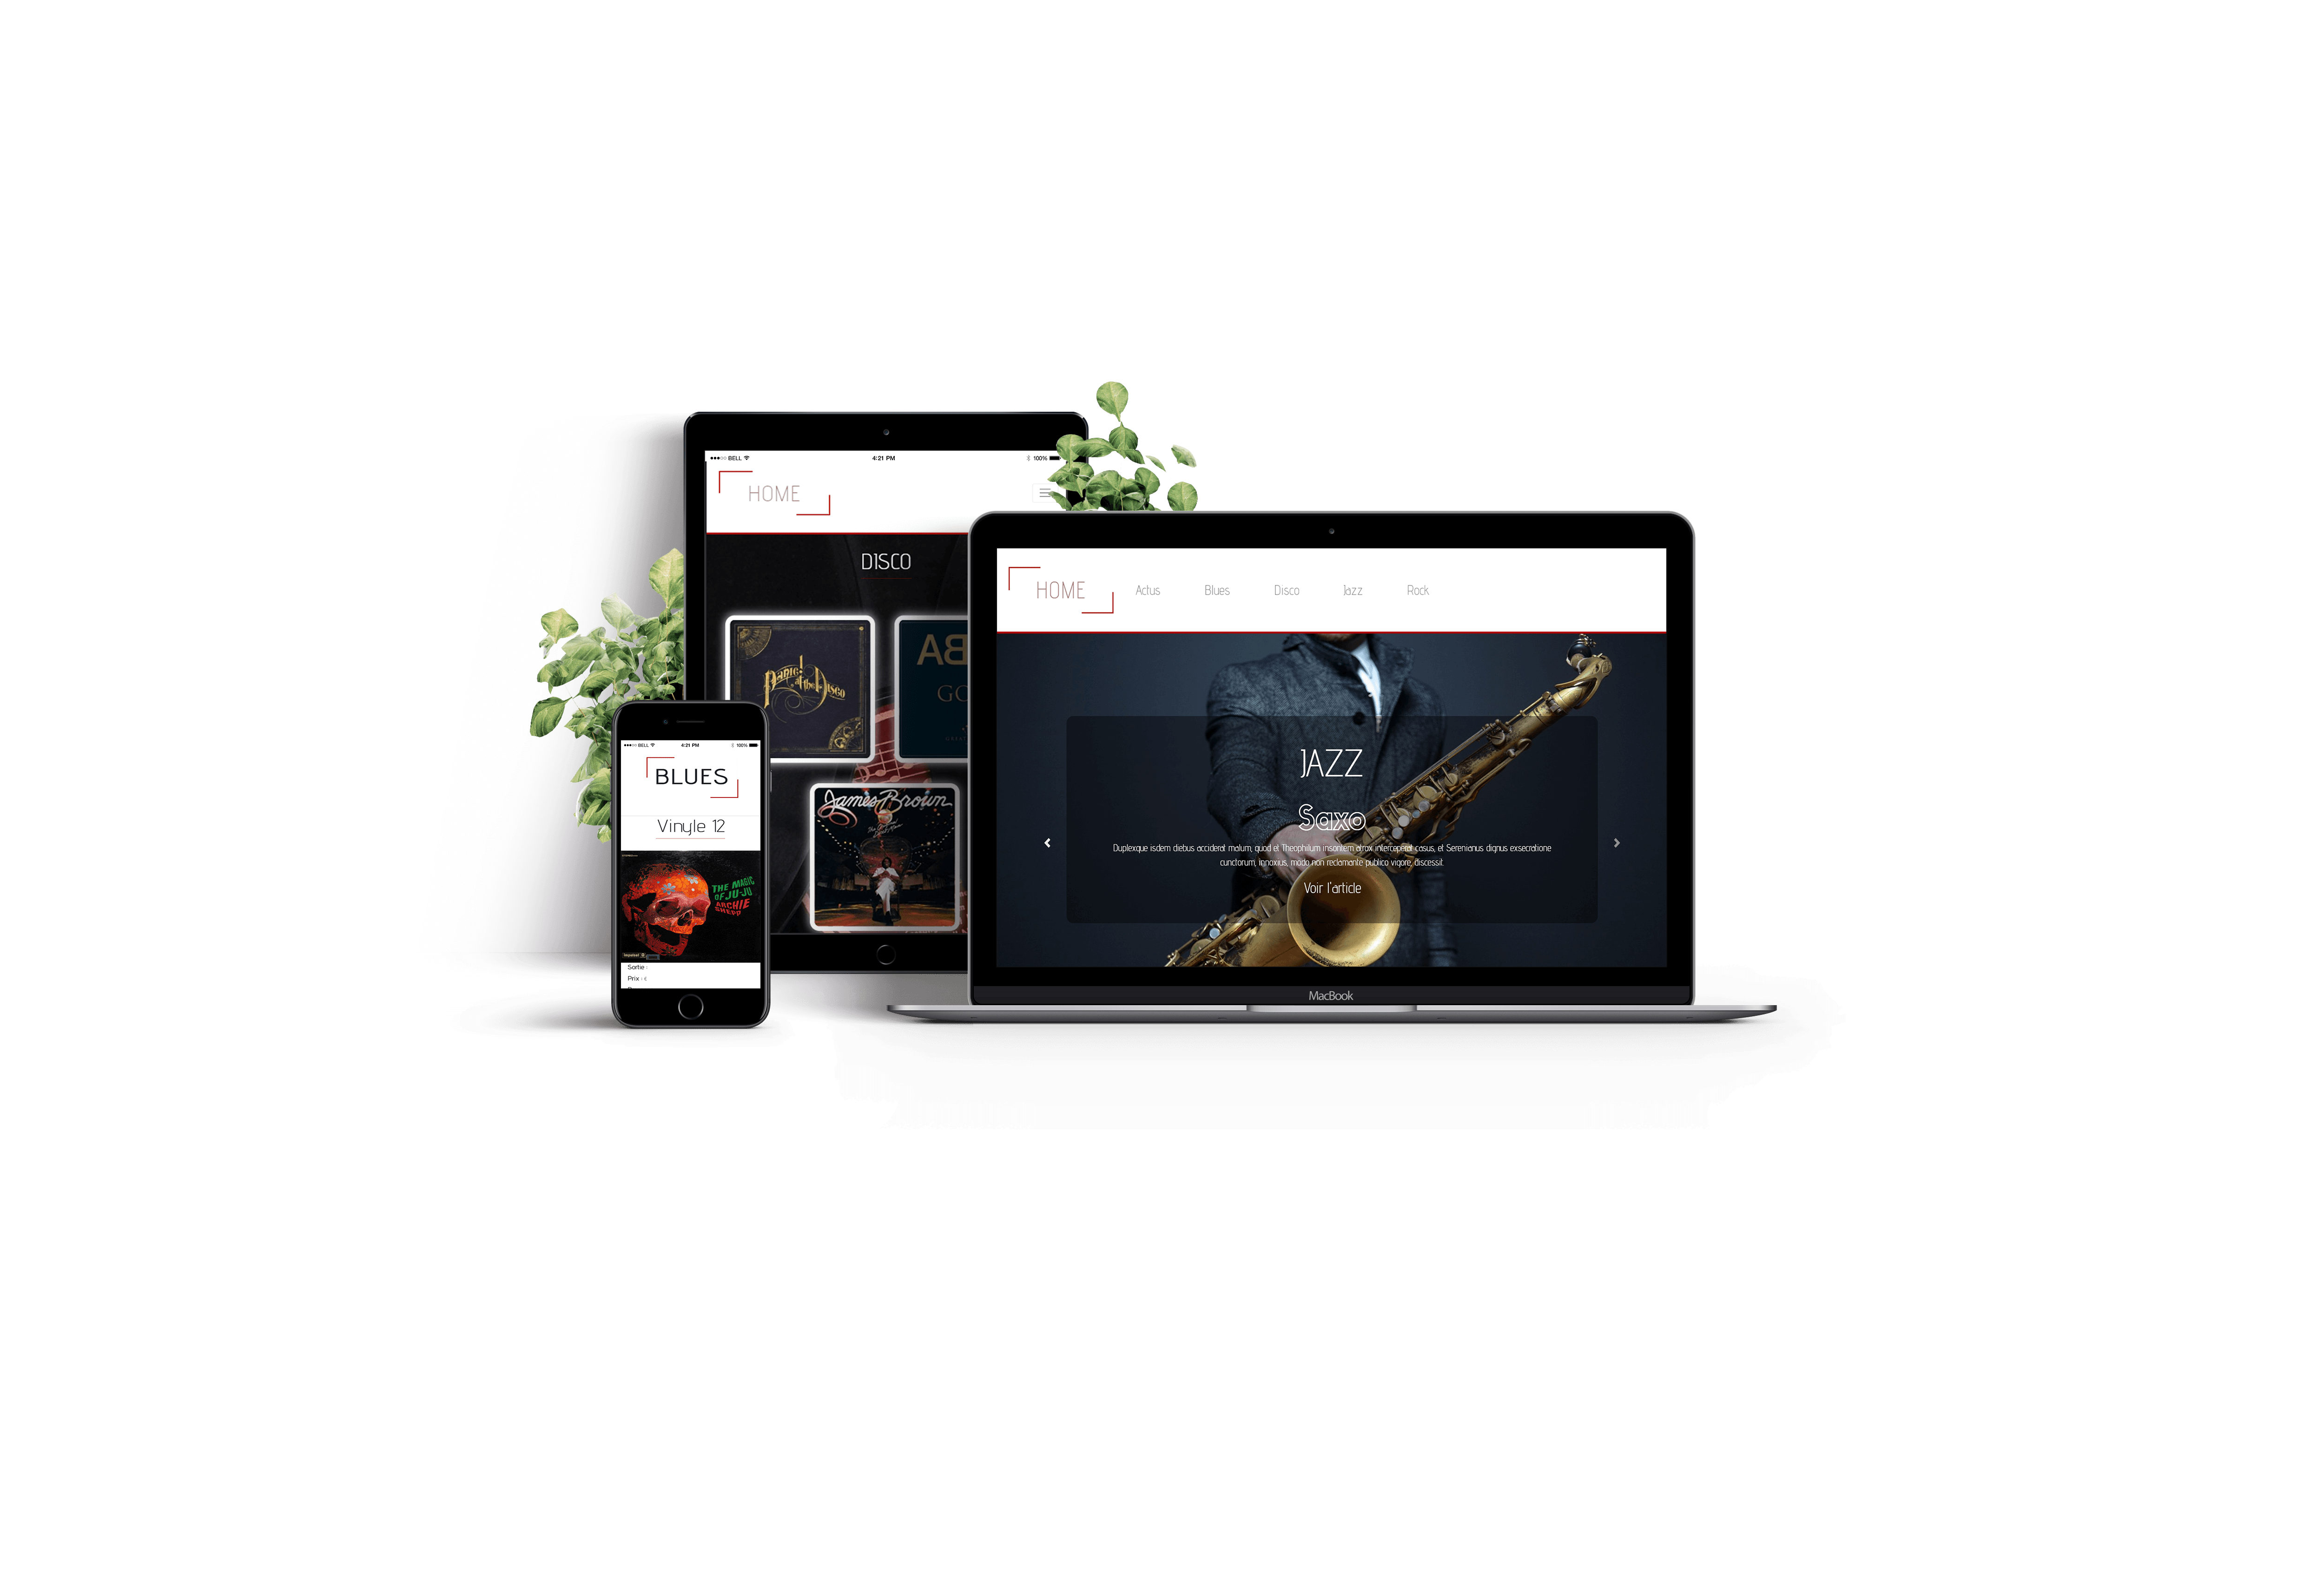 BELL 4:21 PM 100%
HOME
DISCO
Panic! at the Disco
James Brown
BELL 4:21 PM 100%
BLUES
Vinyle 12
THE MAGIC
OF JU-JU
ARCHIE
SHEPP
Sortie :
Prix : €
HOME Actus Blues Disco Jazz Rock
JAZZ
Saxo
Duplexque isdem diebus acciderat malum, quod et Theophilum insontem atrox interceperat casus, et Serenianus dignus exsecratione
cunctorum, innoxius, modo non reclamante publico vigore, discessit.
Voir l'article
MacBook